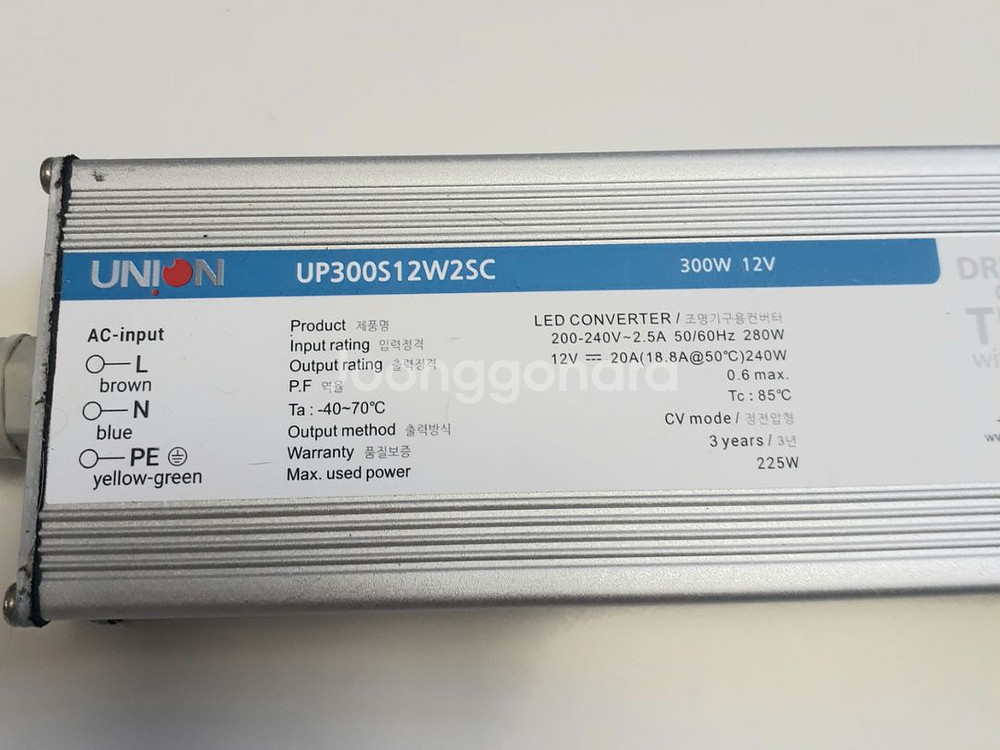 UNION UP300S12W2SC 300W 12V
AC-input
L
brown
N
blue
PE
yellow-green
Product 제품명 LED CONVERTER / 조명기구용컨버터
Input rating 입력정격 200-240V~2.5A 50/60Hz 280W
Output rating 출력정격 12V ⎓ 20A(18.8A@50℃)240W
P.F 역율 0.6 max.
Ta : -40~70℃ Tc : 85℃
Output method 출력방식 CV mode / 정전압형
Warranty 품질보증 3 years / 3년
Max. used power 225W
joonggonara